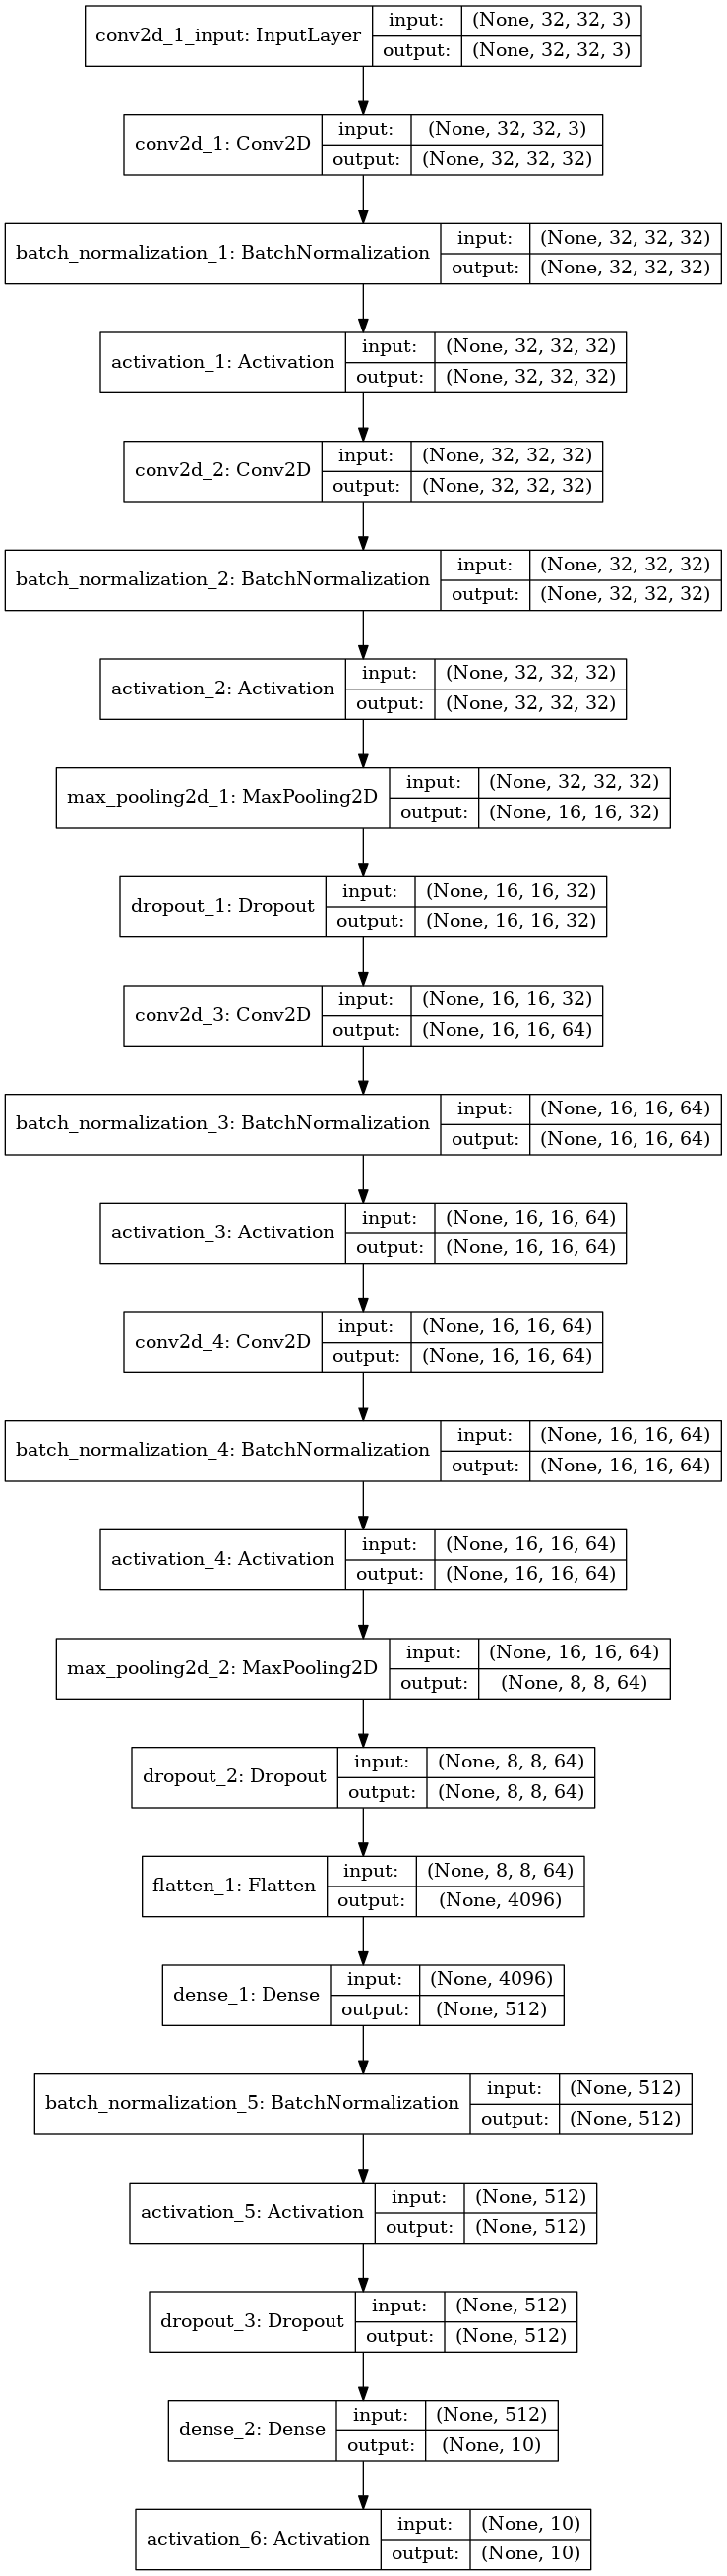 conv2d_1_input: InputLayer input: (None, 32, 32, 3)
output: (None, 32, 32, 3)
conv2d_1: Conv2D input: (None, 32, 32, 3)
output: (None, 32, 32, 32)
batch_normalization_1: BatchNormalization input: (None, 32, 32, 32)
output: (None, 32, 32, 32)
activation_1: Activation input: (None, 32, 32, 32)
output: (None, 32, 32, 32)
conv2d_2: Conv2D input: (None, 32, 32, 32)
output: (None, 32, 32, 32)
batch_normalization_2: BatchNormalization input: (None, 32, 32, 32)
output: (None, 32, 32, 32)
activation_2: Activation input: (None, 32, 32, 32)
output: (None, 32, 32, 32)
max_pooling2d_1: MaxPooling2D input: (None, 32, 32, 32)
output: (None, 16, 16, 32)
dropout_1: Dropout input: (None, 16, 16, 32)
output: (None, 16, 16, 32)
conv2d_3: Conv2D input: (None, 16, 16, 32)
output: (None, 16, 16, 64)
batch_normalization_3: BatchNormalization input: (None, 16, 16, 64)
output: (None, 16, 16, 64)
activation_3: Activation input: (None, 16, 16, 64)
output: (None, 16, 16, 64)
conv2d_4: Conv2D input: (None, 16, 16, 64)
output: (None, 16, 16, 64)
batch_normalization_4: BatchNormalization input: (None, 16, 16, 64)
output: (None, 16, 16, 64)
activation_4: Activation input: (None, 16, 16, 64)
output: (None, 16, 16, 64)
max_pooling2d_2: MaxPooling2D input: (None, 16, 16, 64)
output: (None, 8, 8, 64)
dropout_2: Dropout input: (None, 8, 8, 64)
output: (None, 8, 8, 64)
flatten_1: Flatten input: (None, 8, 8, 64)
output: (None, 4096)
dense_1: Dense input: (None, 4096)
output: (None, 512)
batch_normalization_5: BatchNormalization input: (None, 512)
output: (None, 512)
activation_5: Activation input: (None, 512)
output: (None, 512)
dropout_3: Dropout input: (None, 512)
output: (None, 512)
dense_2: Dense input: (None, 512)
output: (None, 10)
activation_6: Activation input: (None, 10)
output: (None, 10)